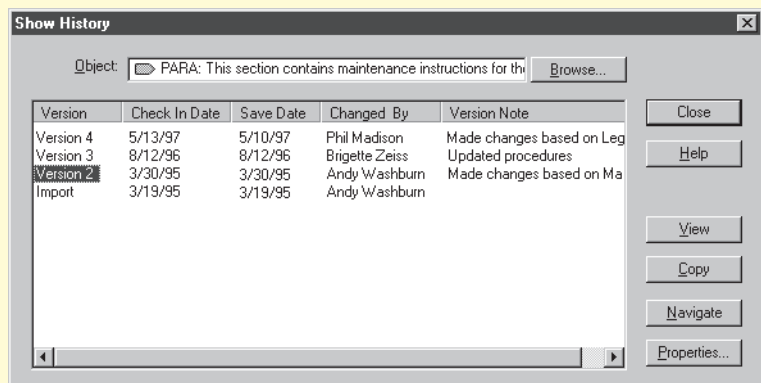 Show History
Object: PARA: This section contains maintenance instructions for the Browse...
Version Check In Date Save Date Changed By Version Note
Version 4 5/13/97 5/10/97 Phil Madison Made changes based on Leg
Version 3 8/12/96 8/12/96 Brigette Zeiss Updated procedures
Version 2 3/30/95 3/30/95 Andy Washburn Made changes based on Ma
Import 3/19/95 3/19/95 Andy Washburn
Close
Help
View
Copy
Navigate
Properties...